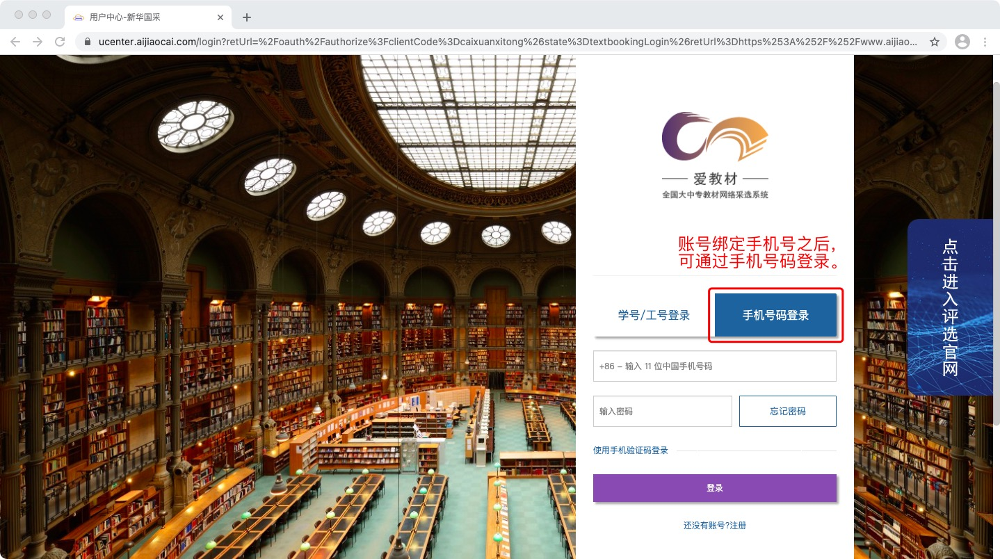 用户中心-新华国采
ucenter.aijiaocai.com/login?retUrl=%2Foauth%2Fauthorize%3FclientCode%3Dcaixuanxitong%26state%3DtextbookingLogin%26retUrl%3Dhttps%253A%252F%252Fwww.aijiao...
爱教材
全国大中专教材网络采选系统
账号绑定手机号之后，
可通过手机号码登录。
学号/工号登录
手机号码登录
+86 – 输入 11 位中国手机号码
输入密码
忘记密码
使用手机验证码登录
登录
还没有账号?注册
点击进入评选官网